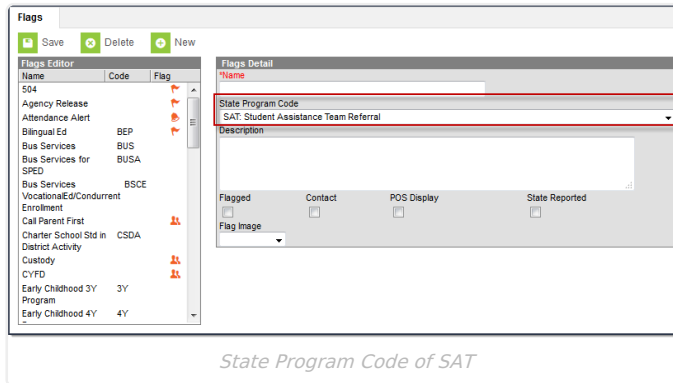 Flags
Save Delete New
Flags Editor
Name Code Flag
504
Agency Release
Attendance Alert
Bilingual Ed BEP
Bus Services BUS
Bus Services for BUSA
SPED
Bus Services BSCE
VocationalEd/Condurrent
Enrollment
Call Parent First
Charter School Std in CSDA
District Activity
Custody
CYFD
Early Childhood 3Y 3Y
Program
Early Childhood 4Y 4Y
Flags Detail
*Name
State Program Code
SAT: Student Assistance Team Referral
Description
Flagged Contact POS Display State Reported
Flag Image
State Program Code of SAT